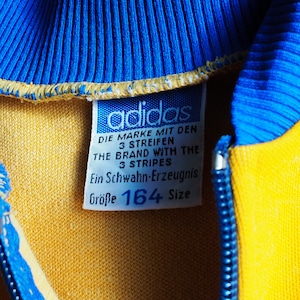 adidas
DIE MARKE MIT DEN
3 STREIFEN
THE BRAND WITH THE
3 STRIPES
Ein Schwahn-Erzeugnis
Größe 164 Size